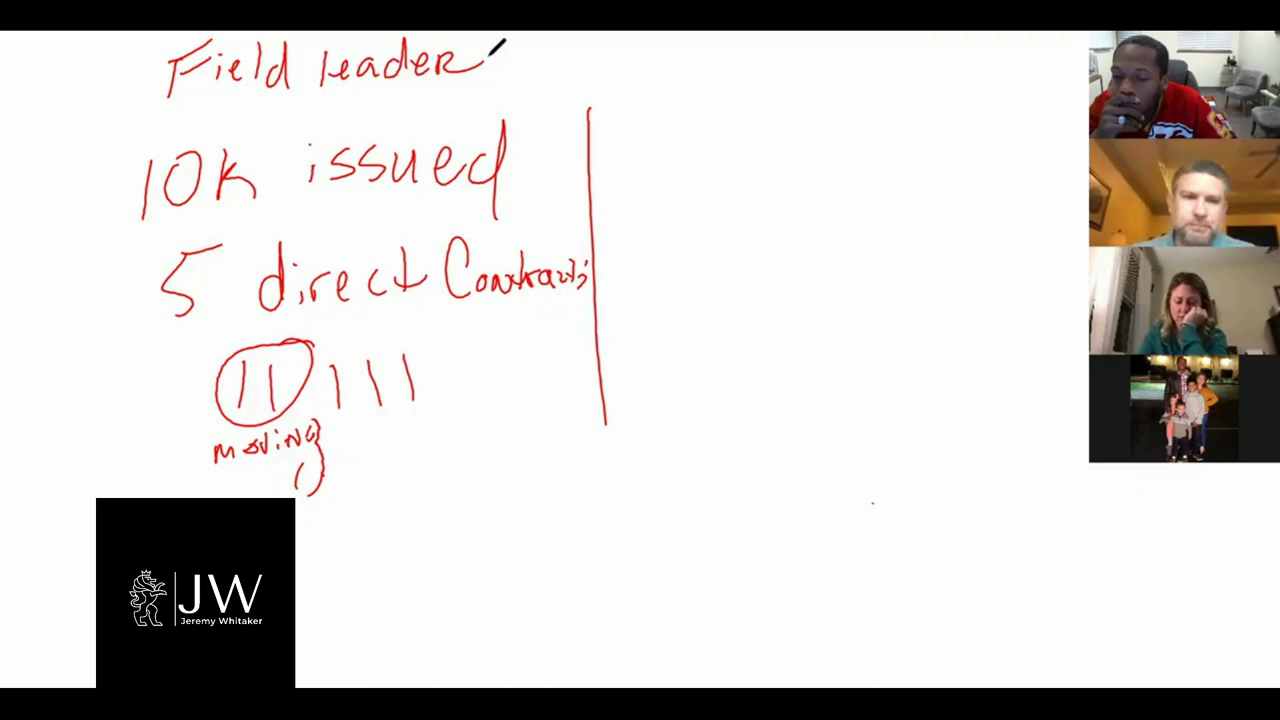 Field leader
10k issued
5 direct Contracts
11 111
moving
JW
Jeremy Whitaker